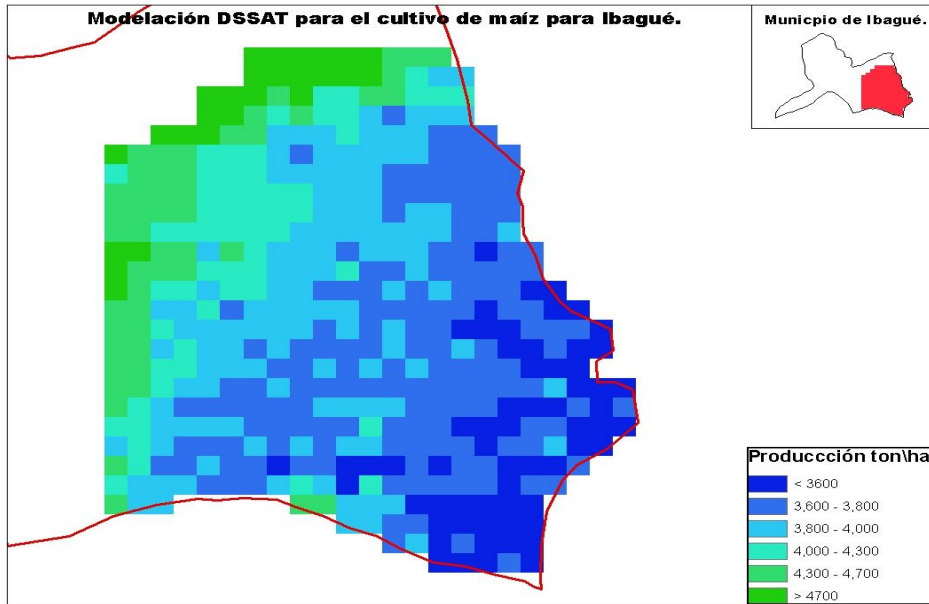 Modelación DSSAT para el cultivo de maíz para Ibagué.
Municpio de Ibagué.
Produccción ton\ha
< 3600
3,600 - 3,800
3,800 - 4,000
4,000 - 4,300
4,300 - 4,700
> 4700